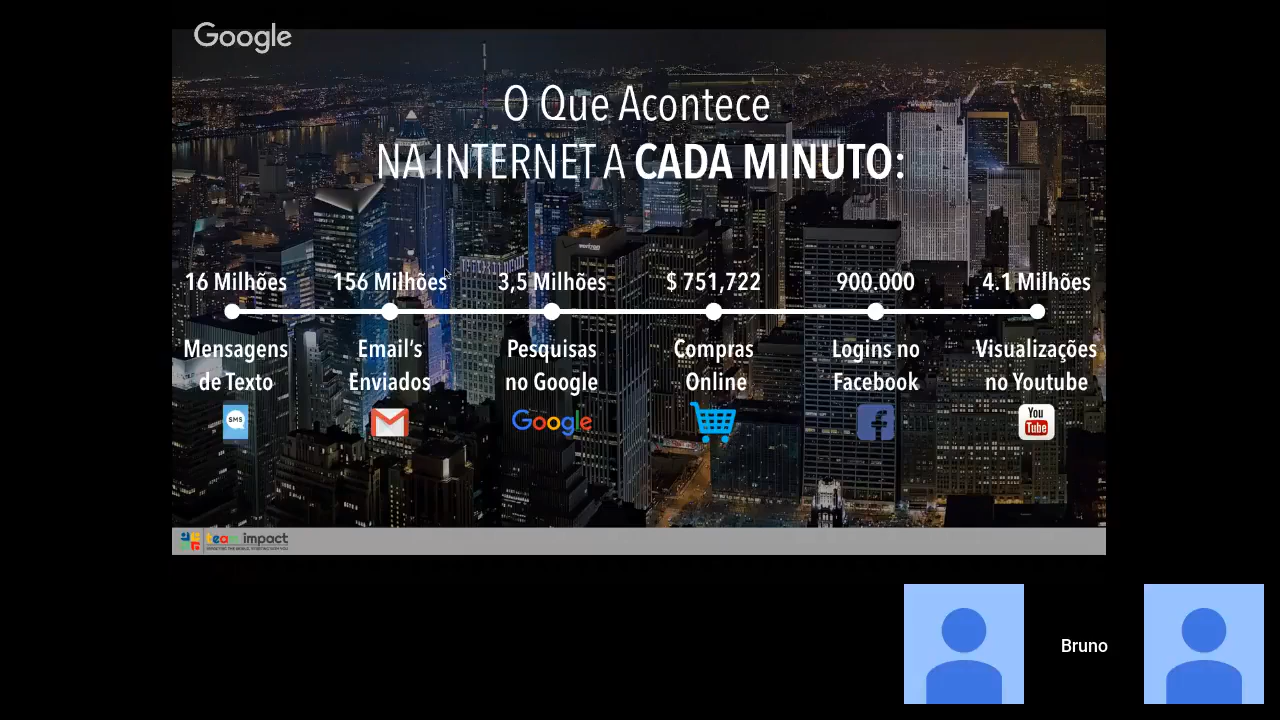 Google
O Que Acontece
NA INTERNET A CADA MINUTO:
16 Milhões
156 Milhões
3,5 Milhões
$ 751,722
900.000
4.1 Milhões
Mensagens
de Texto
Email's
Enviados
Pesquisas
no Google
Compras
Online
Logins no
Facebook
Visualizações
no Youtube
SMS
Google
You
Tube
team impact
Bruno
verizon